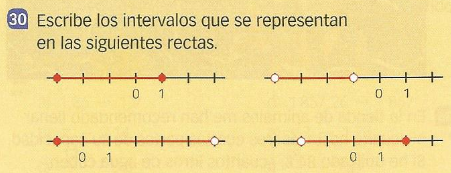 30 Escribe los intervalos que se representan
en las siguientes rectas.
0 1 0 1
0 1 0 1